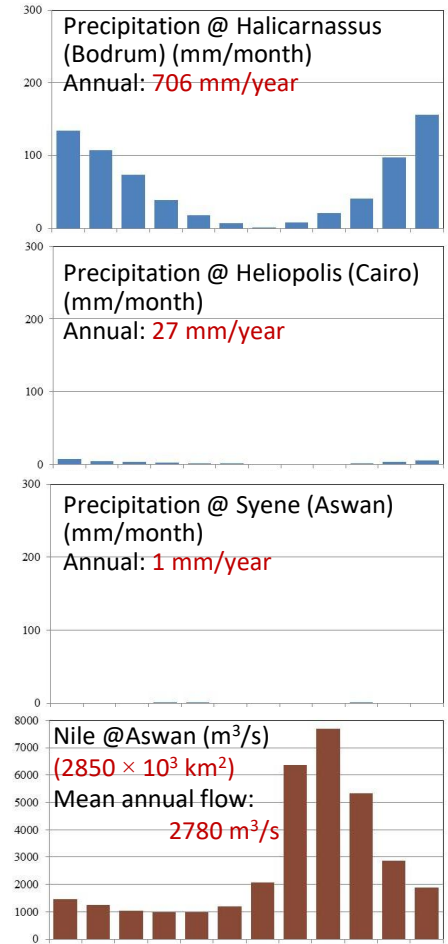 300
Precipitation @ Halicarnassus
(Bodrum) (mm/month)
Annual: 706 mm/year
200
100
0
300
Precipitation @ Heliopolis (Cairo)
(mm/month)
200
Annual: 27 mm/year
100
0
300
Precipitation @ Syene (Aswan)
(mm/month)
200
Annual: 1 mm/year
100
0
8000
Nile @Aswan (m³/s)
7000
(2850 × 10³ km²)
6000
Mean annual flow:
5000
2780 m³/s
4000
3000
2000
1000
0